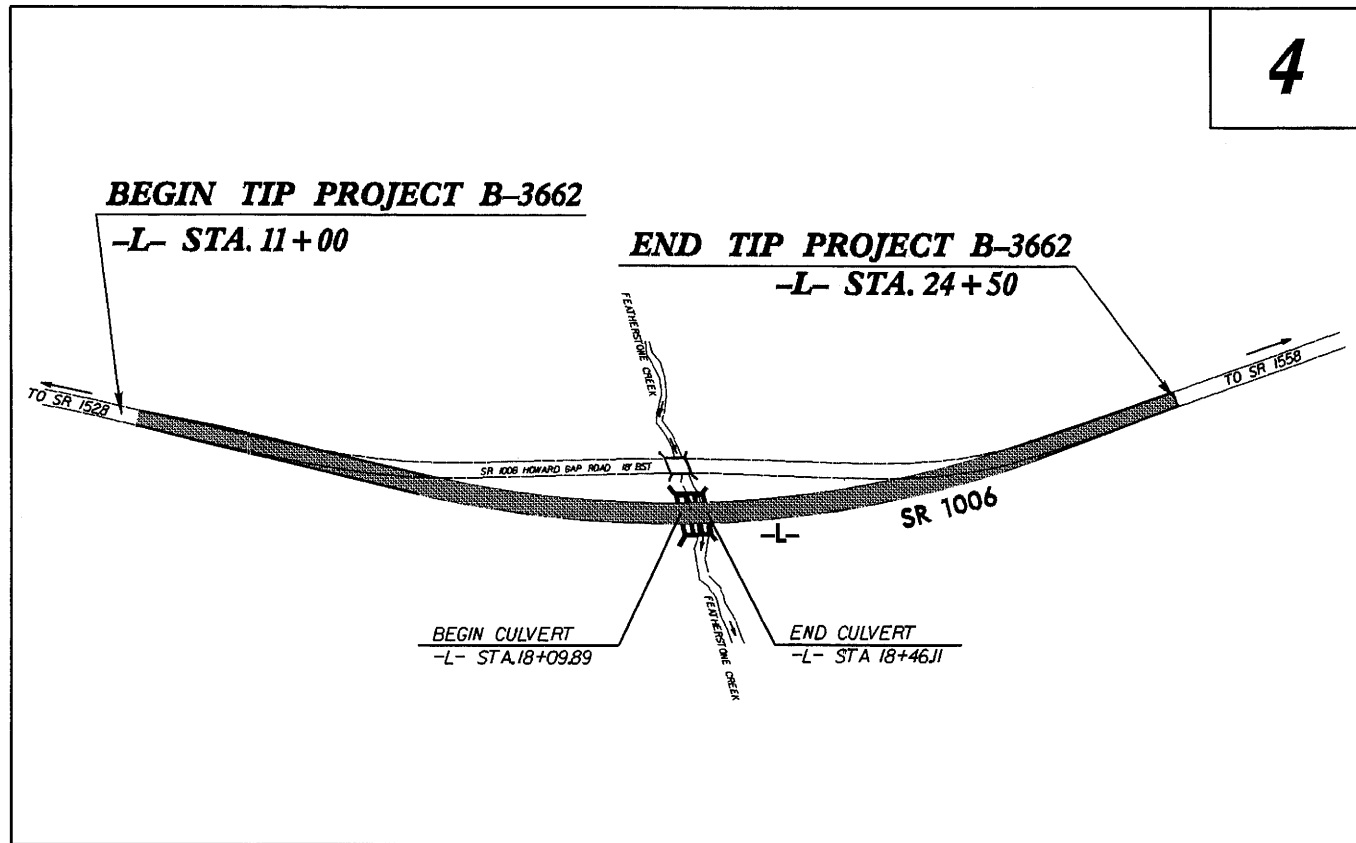 4
BEGIN TIP PROJECT B-3662
-L- STA. 11+00
END TIP PROJECT B-3662
-L- STA. 24+50
FEATHERSTONE CREEK
TO SR 1528
TO SR 1558
SR 1006 HOWARD GAP ROAD 18' BST
SR 1006
-L-
BEGIN CULVERT
-L- STA.18+09.89
END CULVERT
-L- STA 18+46.11
FEATHERSTONE CREEK